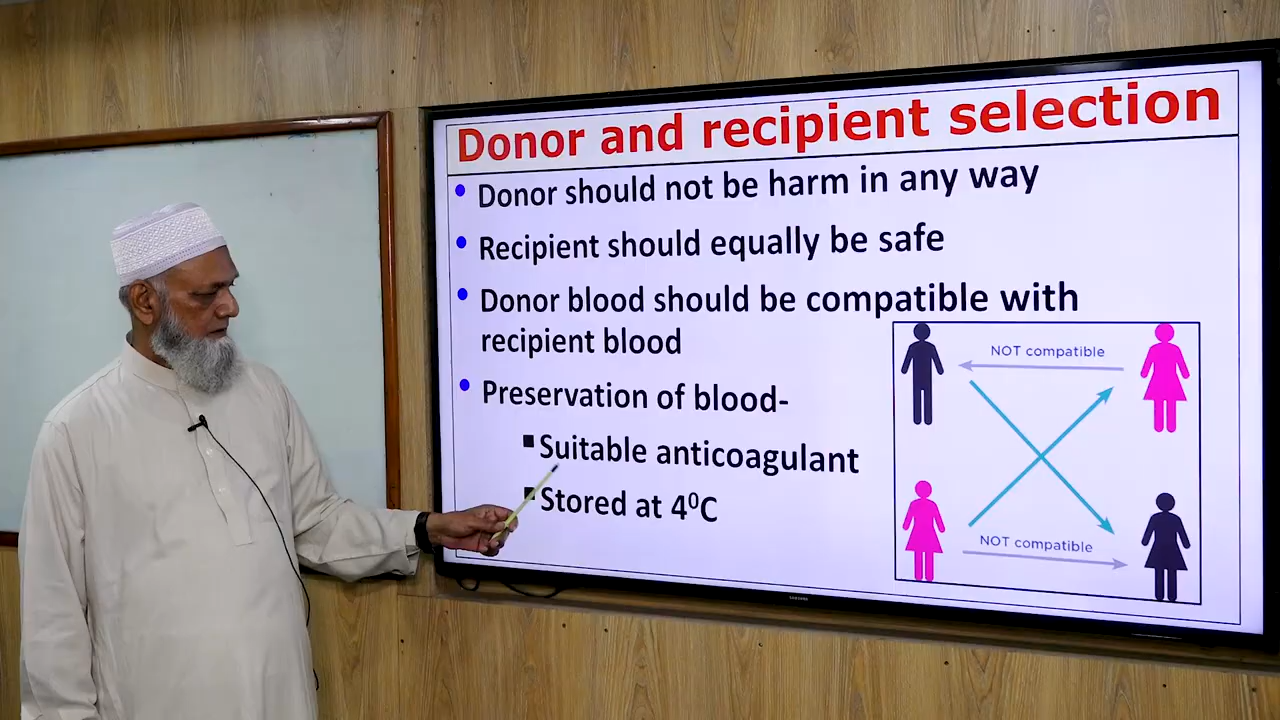 Donor and recipient selection
• Donor should not be harm in any way
• Recipient should equally be safe
• Donor blood should be compatible with
recipient blood
• Preservation of blood-
▪ Suitable anticoagulant
▪ Stored at 4⁰C
NOT compatible
NOT compatible
SAMSUNG